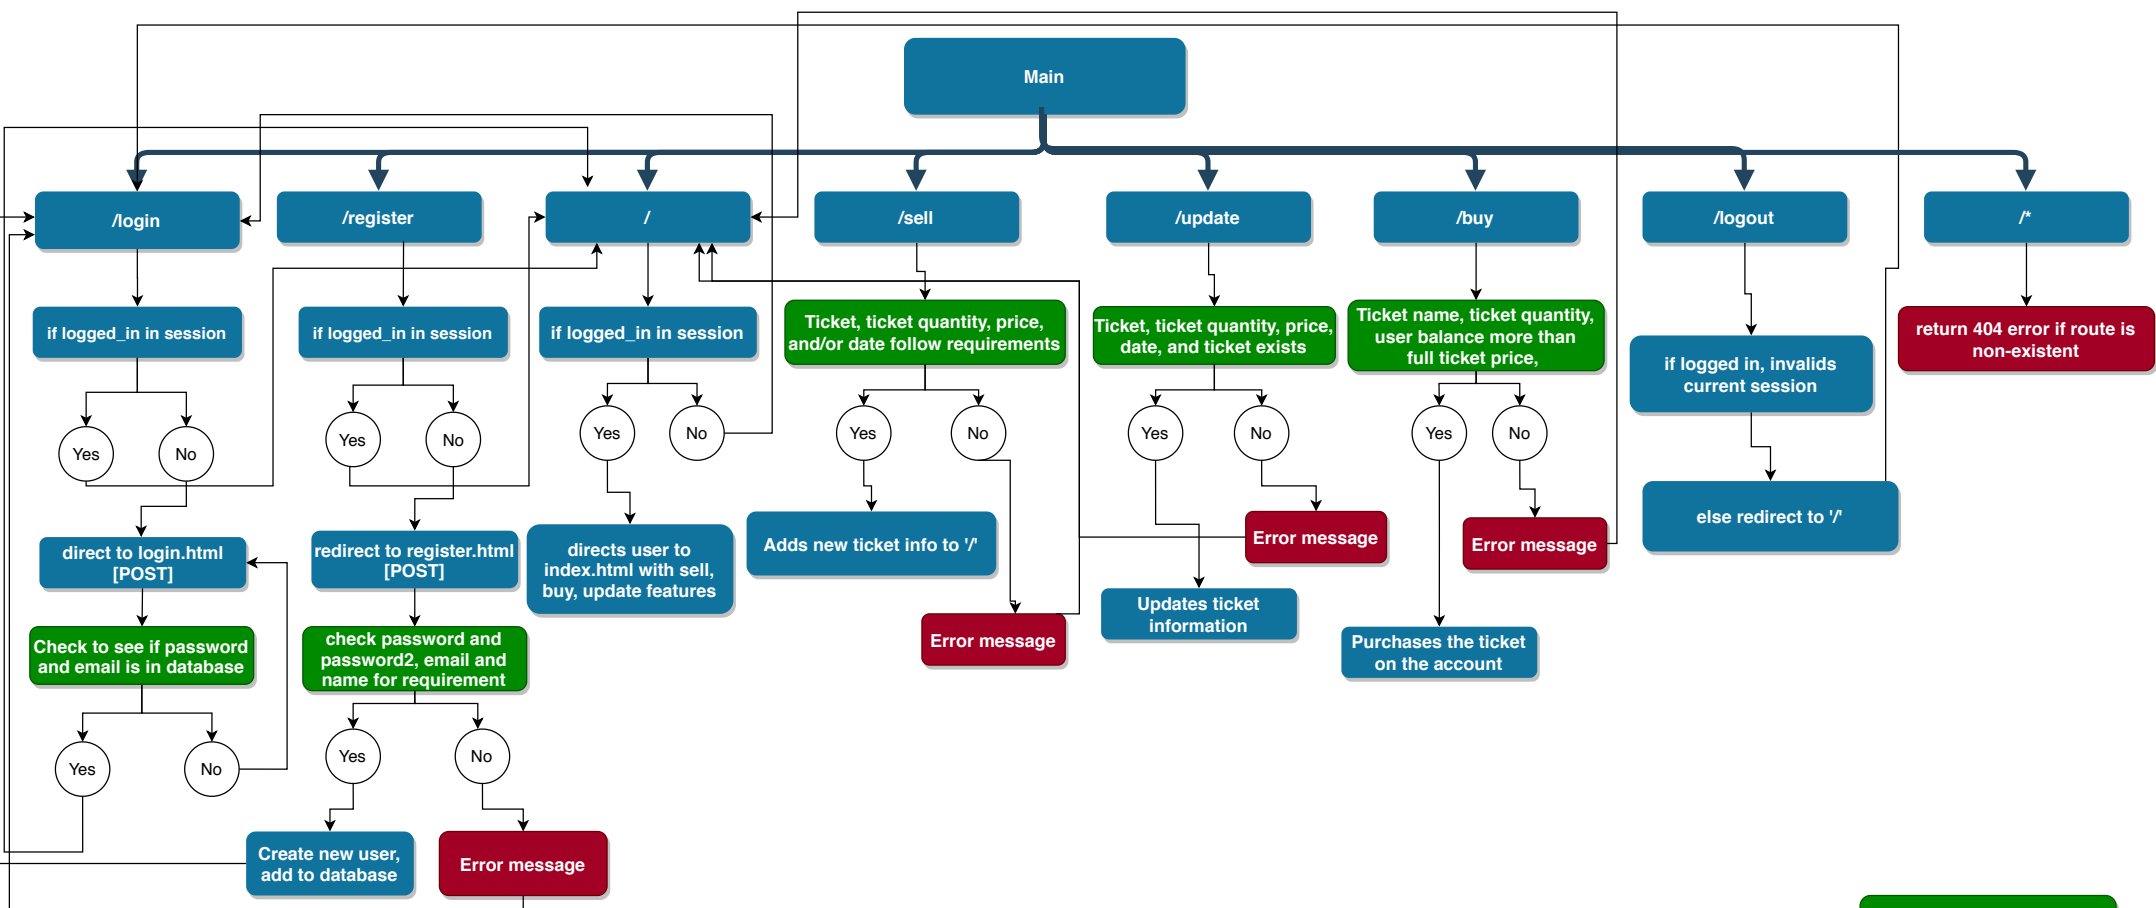 Main
/login
/register
/
/sell
/update
/buy
/logout
/*
if logged_in in session
if logged_in in session
if logged_in in session
Ticket, ticket quantity, price,
and/or date follow requirements
Ticket, ticket quantity, price,
date, and ticket exists
Ticket name, ticket quantity,
user balance more than
full ticket price,
if logged in, invalids
current session
return 404 error if route is
non-existent
Yes
No
Yes
No
Yes
No
Yes
No
Yes
No
Yes
No
direct to login.html
[POST]
redirect to register.html
[POST]
directs user to
index.html with sell,
buy, update features
Adds new ticket info to '/'
Error message
Error message
Error message
else redirect to '/'
Updates ticket
information
Purchases the ticket
on the account
Check to see if password
and email is in database
check password and
password2, email and
name for requirement
Yes
No
Yes
No
Create new user,
add to database
Error message